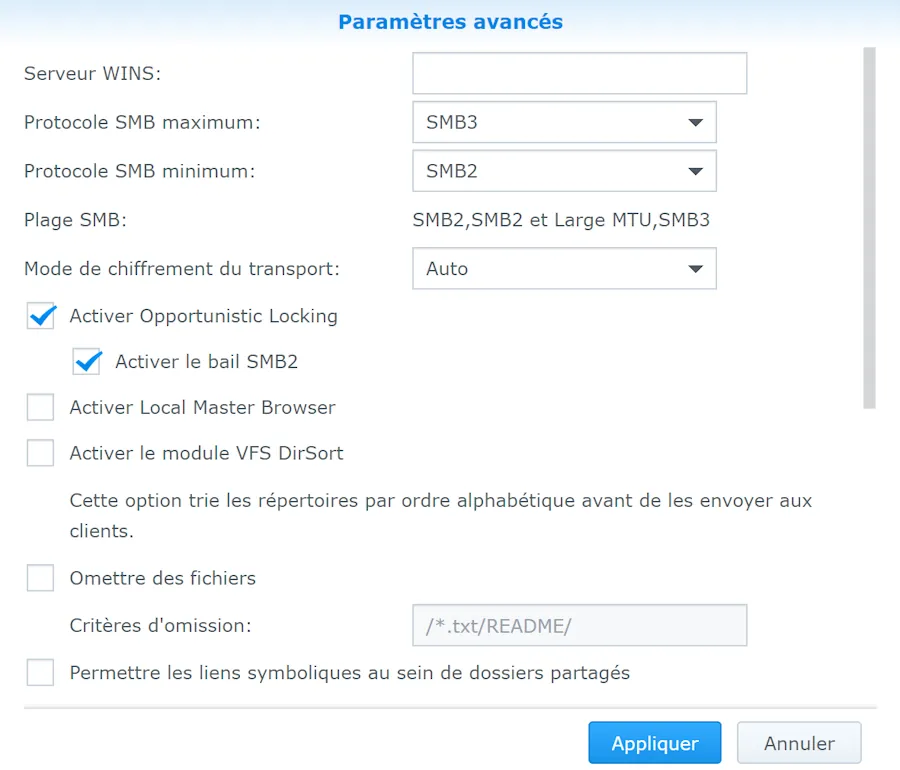 Paramètres avancés
Serveur WINS:
Protocole SMB maximum: SMB3
Protocole SMB minimum: SMB2
Plage SMB: SMB2,SMB2 et Large MTU,SMB3
Mode de chiffrement du transport: Auto
Activer Opportunistic Locking
Activer le bail SMB2
Activer Local Master Browser
Activer le module VFS DirSort
Cette option trie les répertoires par ordre alphabétique avant de les envoyer aux
clients.
Omettre des fichiers
Critères d'omission: /*.txt/README/
Permettre les liens symboliques au sein de dossiers partagés
Appliquer Annuler